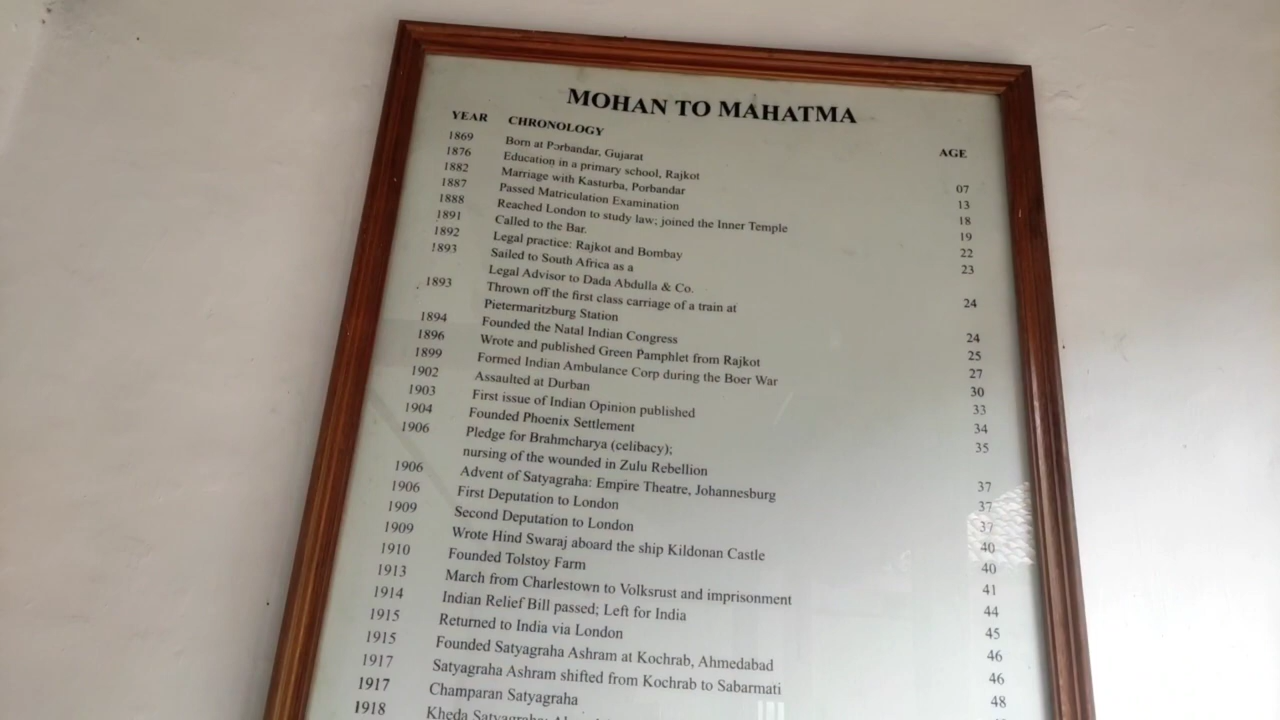 MOHAN TO MAHATMA
YEAR CHRONOLOGY AGE
1869 Born at Porbandar, Gujarat
1876 Education in a primary school, Rajkot 07
1882 Marriage with Kasturba, Porbandar 13
1887 Passed Matriculation Examination 18
1888 Reached London to study law; joined the Inner Temple 19
1891 Called to the Bar. 22
1892 Legal practice: Rajkot and Bombay 23
1893 Sailed to South Africa as a
Legal Advisor to Dada Abdulla & Co. 24
1893 Thrown off the first class carriage of a train at
Pietermaritzburg Station 24
1894 Founded the Natal Indian Congress 25
1896 Wrote and published Green Pamphlet from Rajkot 27
1899 Formed Indian Ambulance Corp during the Boer War 30
1902 Assaulted at Durban 33
1903 First issue of Indian Opinion published 34
1904 Founded Phoenix Settlement 35
1906 Pledge for Brahmcharya (celibacy);
nursing of the wounded in Zulu Rebellion 37
1906 Advent of Satyagraha: Empire Theatre, Johannesburg 37
1906 First Deputation to London 37
1909 Second Deputation to London 40
1909 Wrote Hind Swaraj aboard the ship Kildonan Castle 40
1910 Founded Tolstoy Farm 41
1913 March from Charlestown to Volksrust and imprisonment 44
1914 Indian Relief Bill passed; Left for India 45
1915 Returned to India via London 46
1915 Founded Satyagraha Ashram at Kochrab, Ahmedabad 46
1917 Satyagraha Ashram shifted from Kochrab to Sabarmati 48
1917 Champaran Satyagraha
1918 Kheda